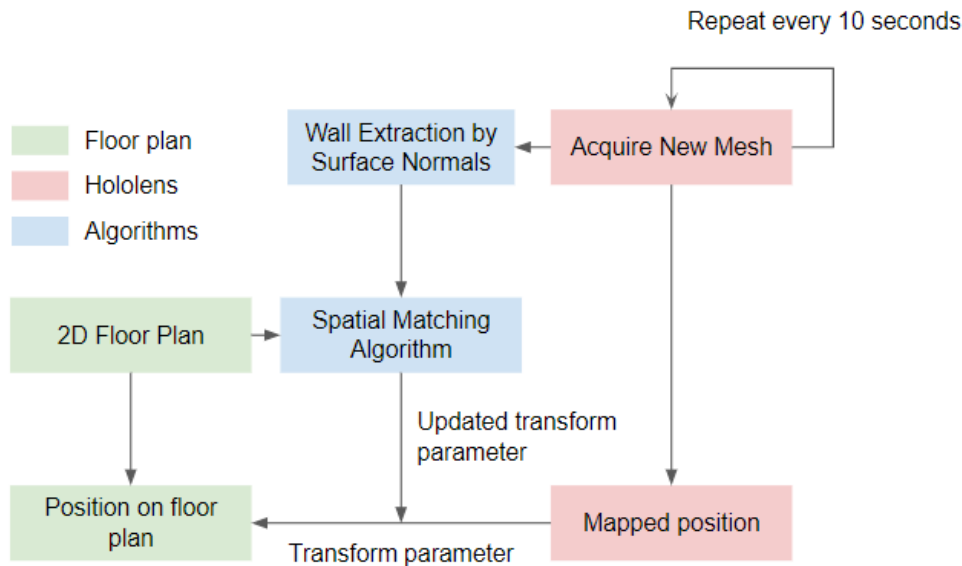 Repeat every 10 seconds
Floor plan
Hololens
Algorithms
Wall Extraction by
Surface Normals
Acquire New Mesh
2D Floor Plan
Spatial Matching
Algorithm
Updated transform
parameter
Position on floor
plan
Transform parameter
Mapped position